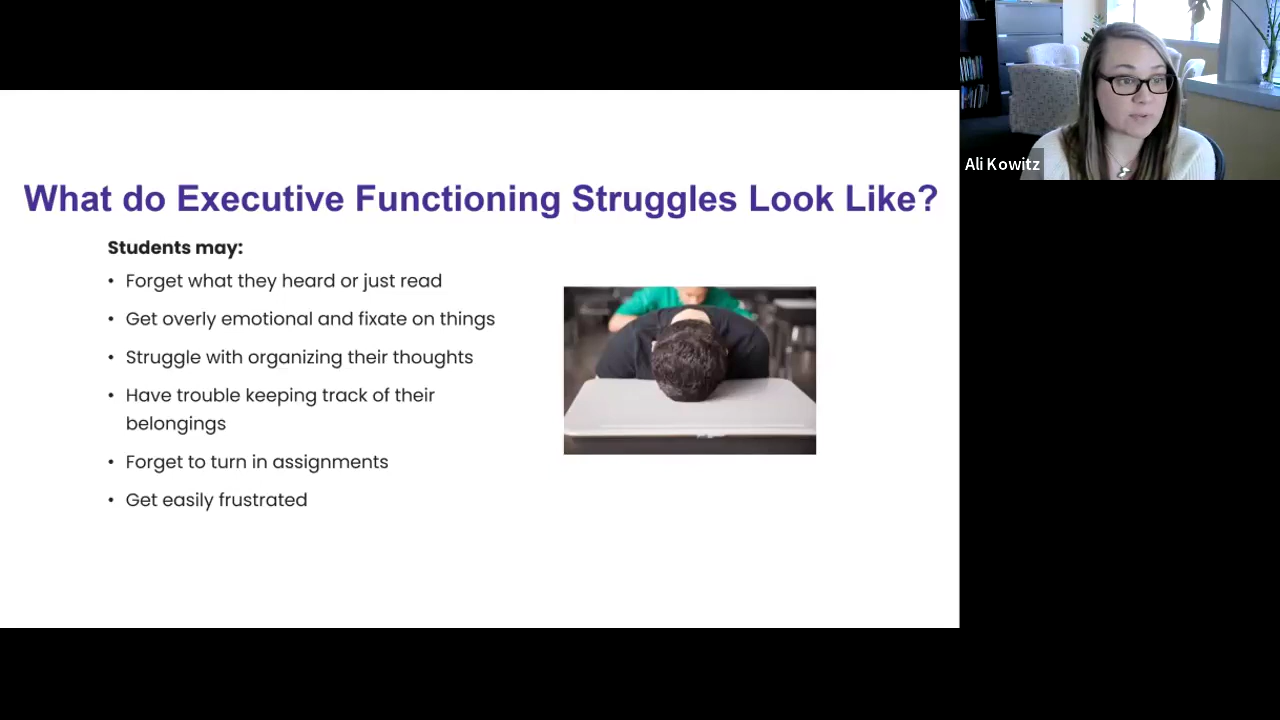 What do Executive Functioning Struggles Look Like?
Students may:
• Forget what they heard or just read
• Get overly emotional and fixate on things
• Struggle with organizing their thoughts
• Have trouble keeping track of their
belongings
• Forget to turn in assignments
• Get easily frustrated
Ali Kowitz